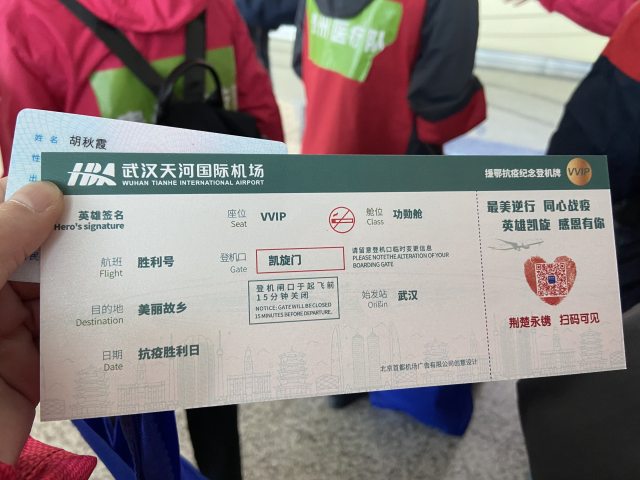 州医疗队
姓名 胡秋霞
性
出
HBA 武汉天河国际机场
WUHAN TIANHE INTERNATIONAL AIRPORT
援鄂抗疫纪念登机牌 VVIP
英雄签名
Hero's signature
座位 VVIP
Seat
舱位 功勋舱
Class
航班 胜利号
Flight
登机口 凯旋门
Gate
请留意登机口临时变更信息
PLEASE NOTE THE ALTERATION OF YOUR
BOARDING GATE
目的地 美丽故乡
Destination
登机闸口于起飞前
15分钟关闭
NOTICE: GATE WILL BE CLOSED
15 MINUTES BEFORE DEPARTURE.
始发站 武汉
Origin
日期 抗疫胜利日
Date
北京首都机场广告有限公司创意设计
最美逆行 同心战疫
英雄凯旋 感恩有你
荆楚永镌 扫码可见